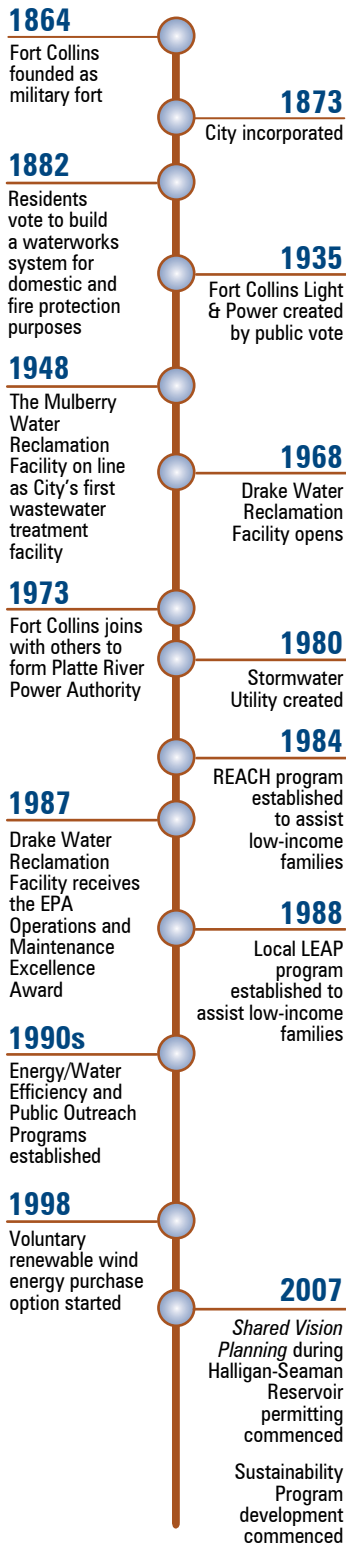 1864
Fort Collins
founded as
military fort
1873
City incorporated
1882
Residents
vote to build
a waterworks
system for
domestic and
fire protection
purposes
1935
Fort Collins Light
& Power created
by public vote
1948
The Mulberry
Water
Reclamation
Facility on line
as City's first
wastewater
treatment
facility
1968
Drake Water
Reclamation
Facility opens
1973
Fort Collins joins
with others to
form Platte River
Power Authority
1980
Stormwater
Utility created
1984
REACH program
established
to assist
low-income
families
1987
Drake Water
Reclamation
Facility receives
the EPA
Operations and
Maintenance
Excellence
Award
1988
Local LEAP
program
established to
assist low-income
families
1990s
Energy/Water
Efficiency and
Public Outreach
Programs
established
1998
Voluntary
renewable wind
energy purchase
option started
2007
Shared Vision
Planning during
Halligan-Seaman
Reservoir
permitting
commenced
Sustainability
Program
development
commenced